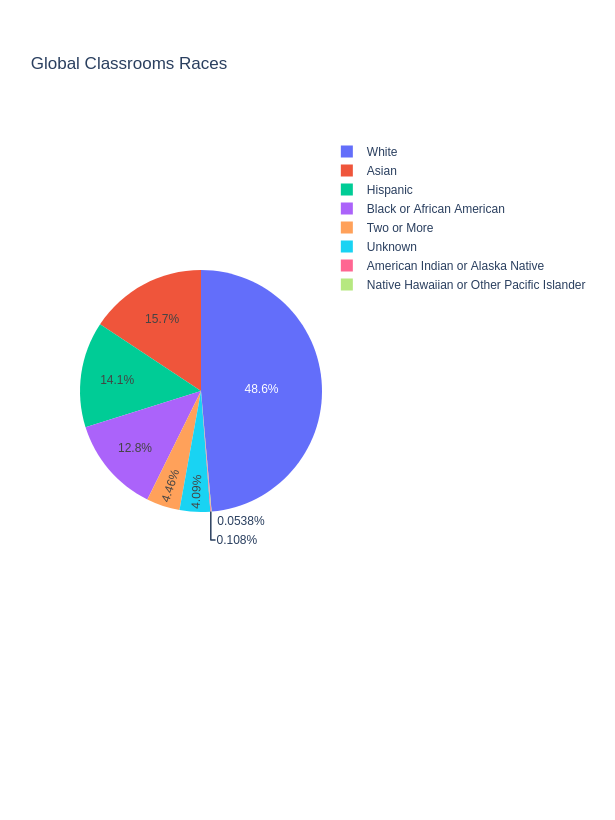 Global Classrooms Races
White
Asian
Hispanic
Black or African American
Two or More
Unknown
American Indian or Alaska Native
Native Hawaiian or Other Pacific Islander
15.7%
14.1%
48.6%
12.8%
4.46%
4.09%
0.0538%
0.108%